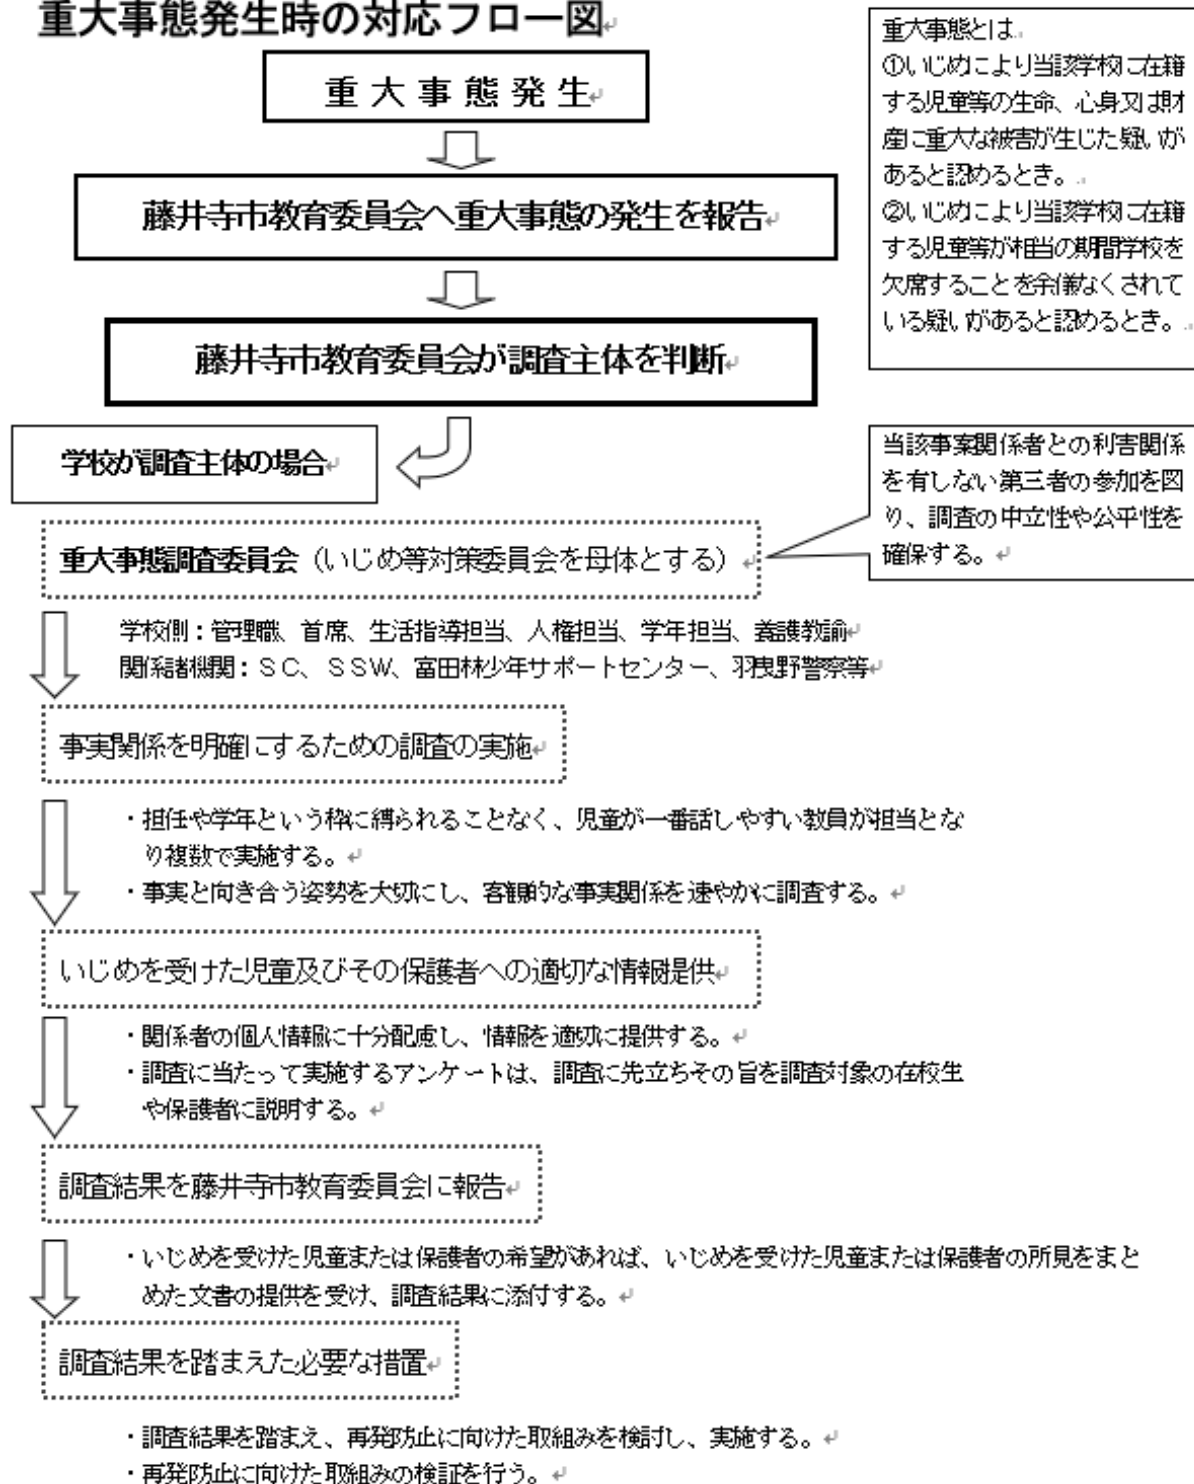 重大事態発生時の対応フロー図
重大事態発生
藤井寺市教育委員会へ重大事態の発生を報告
藤井寺市教育委員会が調査主体を判断
重大事態とは
①いじめにより当該学校に在籍
する児童等の生命、心身又は財
産に重大な被害が生じた疑いが
あると認めるとき。
②いじめにより当該学校に在籍
する児童等が相当の期間学校を
欠席することを余儀なくされて
いる疑いがあると認めるとき。
学校が調査主体の場合
当該事案関係者との利害関係
を有しない第三者の参加を図
り、調査の中立性や公平性を
確保する。
重大事態調査委員会（いじめ等対策委員会を母体とする）
学校側：管理職、首席、生活指導担当、人権担当、学年担当、養護教諭
関係諸機関：ＳＣ、ＳＳＷ、富田林少年サポートセンター、羽曳野警察等
事実関係を明確にするための調査の実施
・担任や学年という枠に縛られることなく、児童が一番話しやすい教員が担当とな
り複数で実施する。
・事実と向き合う姿勢を大切にし、客観的な事実関係を速やかに調査する。
いじめを受けた児童及びその保護者への適切な情報提供
・関係者の個人情報に十分配慮し、情報を適切に提供する。
・調査に当たって実施するアンケートは、調査に先立ちその旨を調査対象の在校生
や保護者に説明する。
調査結果を藤井寺市教育委員会に報告
・いじめを受けた児童または保護者の希望があれば、いじめを受けた児童または保護者の所見をまと
めた文書の提供を受け、調査結果に添付する。
調査結果を踏まえた必要な措置
・調査結果を踏まえ、再発防止に向けた取組みを検討し、実施する。
・再発防止に向けた取組みの検証を行う。